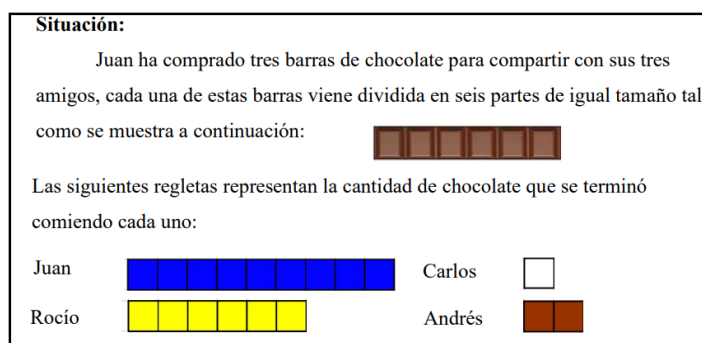 Situación:
Juan ha comprado tres barras de chocolate para compartir con sus tres
amigos, cada una de estas barras viene dividida en seis partes de igual tamaño tal
como se muestra a continuación:
Las siguientes regletas representan la cantidad de chocolate que se terminó
comiendo cada uno:
Juan
Carlos
Rocío
Andrés